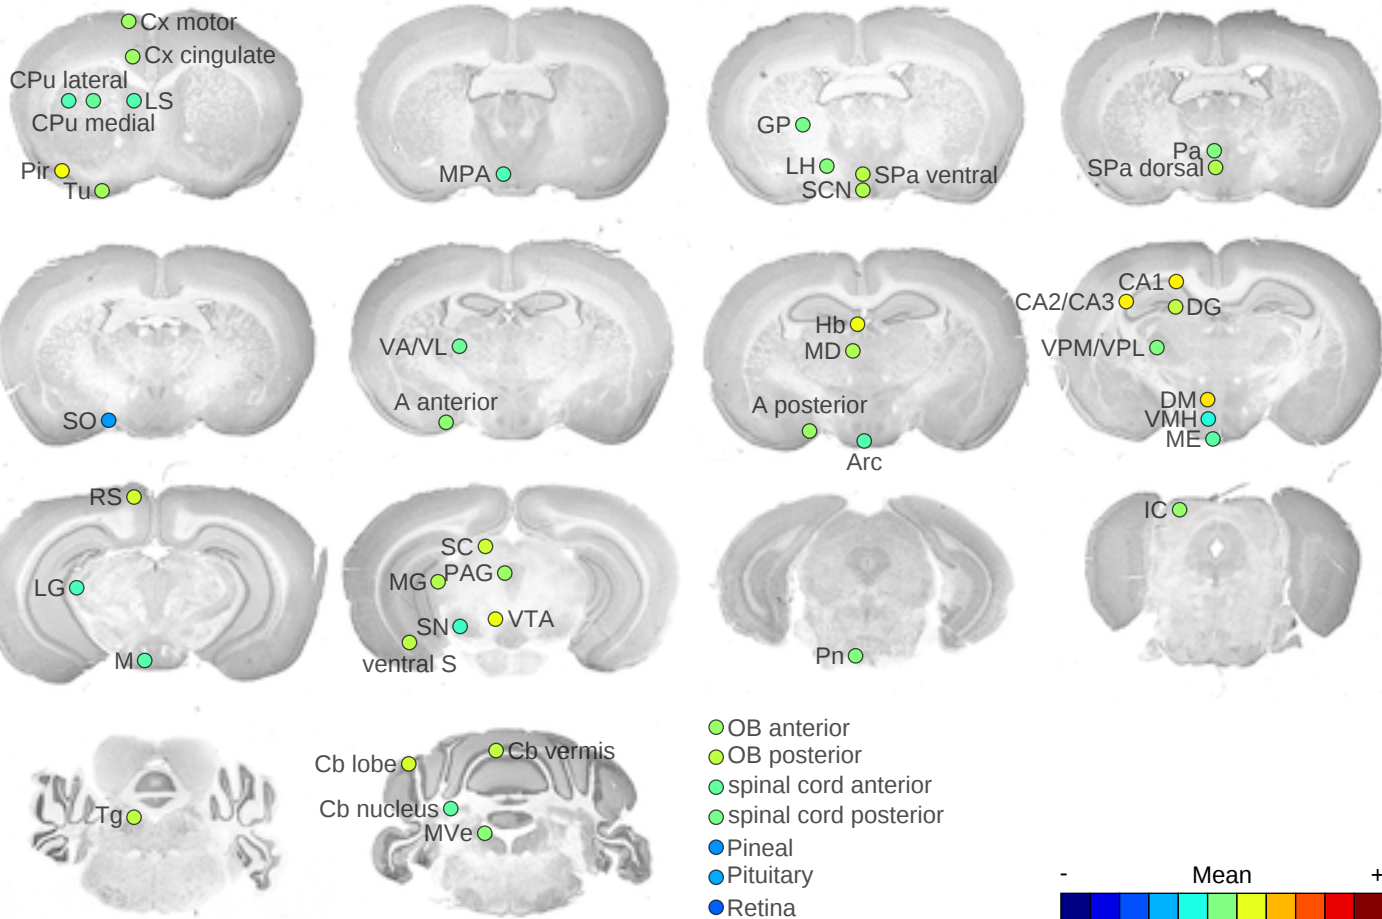 Cx motor
Cx cingulate
CPu lateral
LS
CPu medial
Pir
Tu
MPA
GP
LH
SPa ventral
SCN
Pa
SPa dorsal
SO
VA/VL
A anterior
Hb
MD
A posterior
Arc
CA1
CA2/CA3
DG
VPM/VPL
DM
VMH
ME
RS
LG
M
SC
MG
PAG
SN
VTA
ventral S
Pn
IC
Tg
Cb lobe
Cb vermis
Cb nucleus
MVe
OB anterior
OB posterior
spinal cord anterior
spinal cord posterior
Pineal
Pituitary
Retina
- Mean +